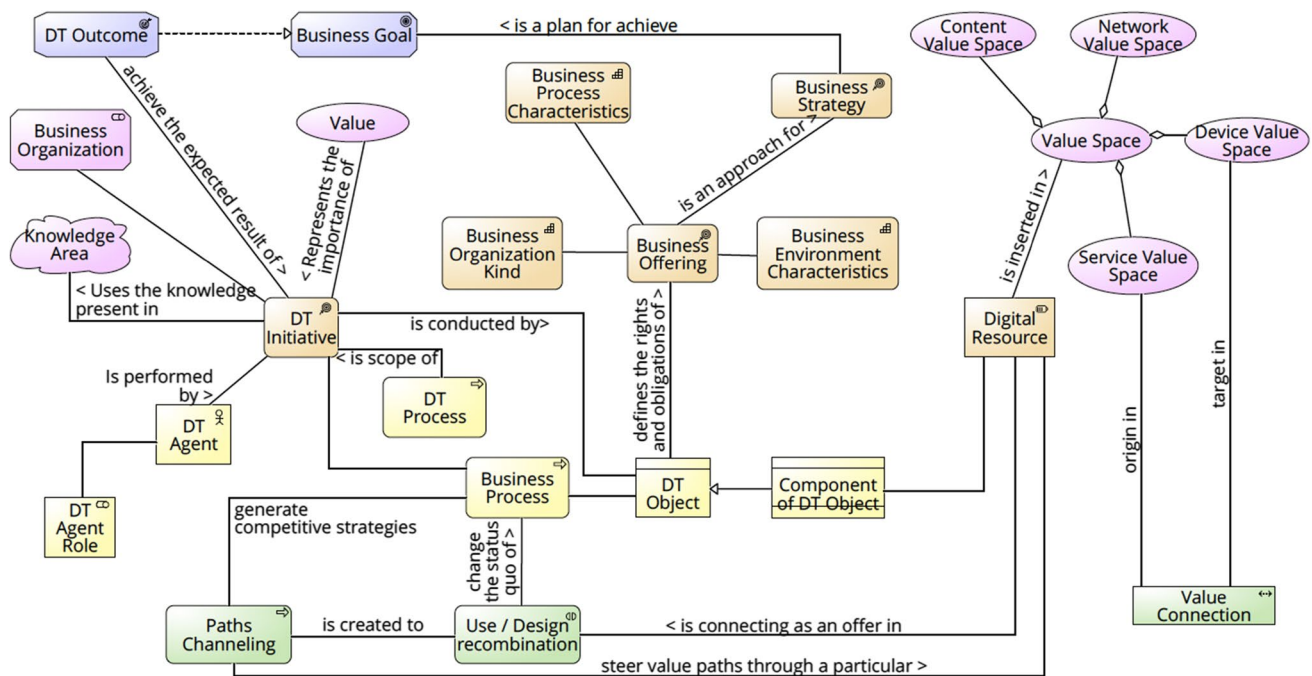 DT Outcome
Business Goal
< is a plan for achieve
Content
Value Space
Network
Value Space
Business
Process
Characteristics
Business
Strategy
achieve the expected result of >
Value
Business
Organization
Value Space
Device Value
Space
< Represents the
importance of
is an approach for >
is inserted in >
Knowledge
Area
Business
Organization
Kind
Business
Offering
Business
Environment
Characteristics
Service Value
Space
< Uses the knowledge
present in
DT
Initiative
is conducted by>
< is scope of
defines the rights
and obligations of >
Digital
Resource
Is performed
by >
DT
Process
DT
Agent
origin in
target in
Business
Process
DT
Object
Component
of DT Object
DT
Agent
Role
generate
competitive strategies
change
the status
quo of >
Value
Connection
Paths
Channeling
is created to
Use / Design
recombination
< is connecting as an offer in
steer value paths through a particular >